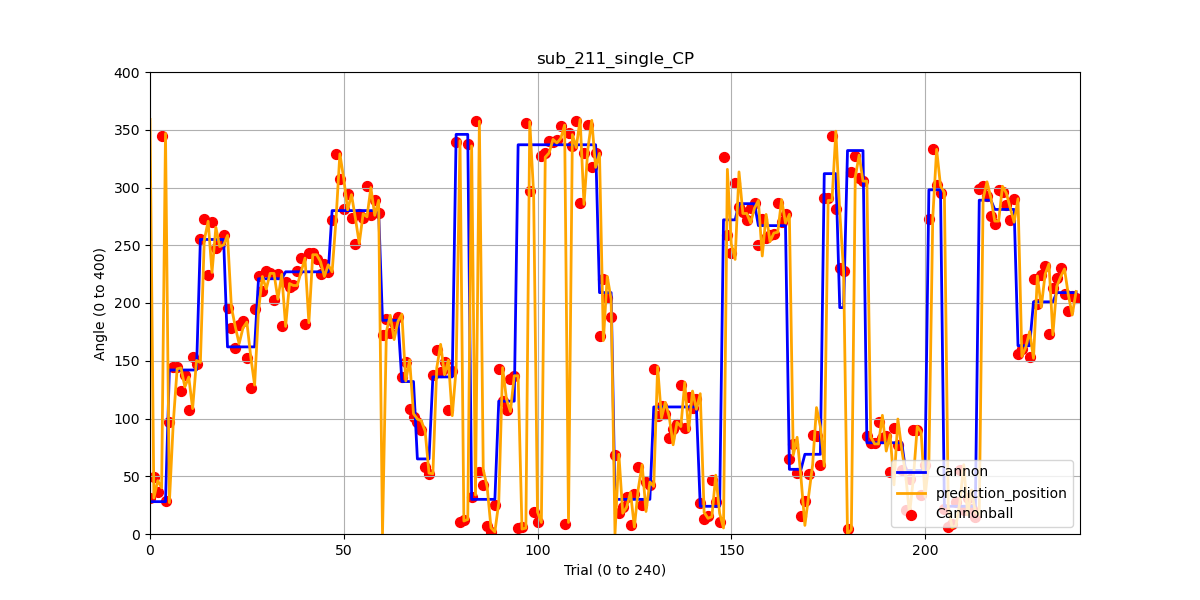 sub_211_single_CP
Angle (0 to 400)
400
350
300
250
200
150
100
50
0
0 50 100 150 200
Trial (0 to 240)
Cannon
prediction_position
Cannonball